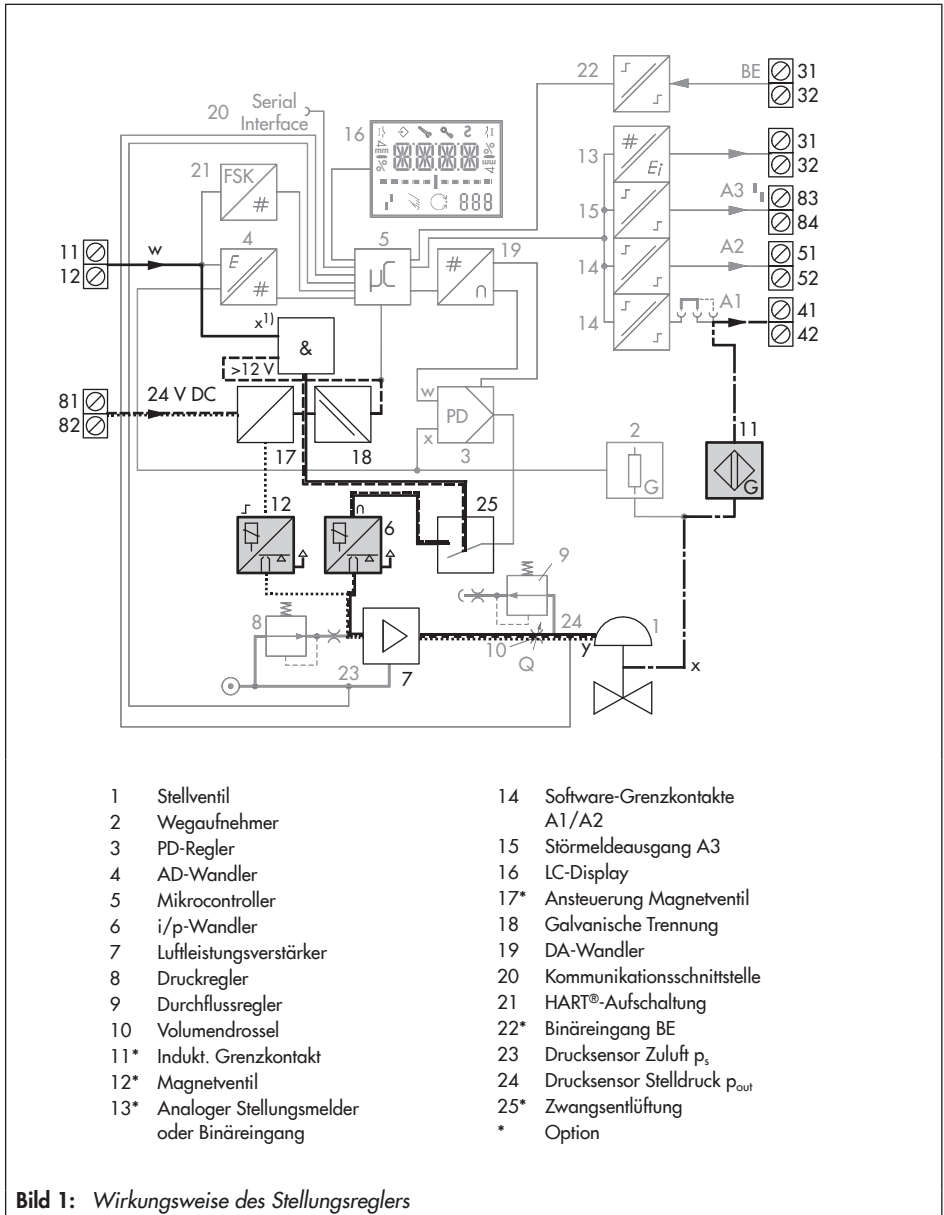 22
BE
31
32
20
Serial
Interface
16
mm
%
%
888
13
#
Ei
31
32
21
FSK
#
15
A3
83
84
11
12
w
4
E
#
5
µC
#
∩
19
14
A2
51
52
x¹⁾
&
14
A1
41
42
>12 V
81
82
24 V DC
w
PD
x
3
2
G
11
G
17
18
12
∩
6
25
9
8
24
1
10
Q
y
23
7
x
1 Stellventil
2 Wegaufnehmer
3 PD-Regler
4 AD-Wandler
5 Mikrocontroller
6 i/p-Wandler
7 Luftleistungsverstärker
8 Druckregler
9 Durchflussregler
10 Volumendrossel
11* Indukt. Grenzkontakt
12* Magnetventil
13* Analoger Stellungsmelder
oder Binäreingang
14 Software-Grenzkontakte
A1/A2
15 Störmeldeausgang A3
16 LC-Display
17* Ansteuerung Magnetventil
18 Galvanische Trennung
19 DA-Wandler
20 Kommunikationsschnittstelle
21 HART®-Aufschaltung
22* Binäreingang BE
23 Drucksensor Zuluft pₛ
24 Drucksensor Stelldruck p_out
25* Zwangsentlüftung
* Option
Bild 1: Wirkungsweise des Stellungsreglers